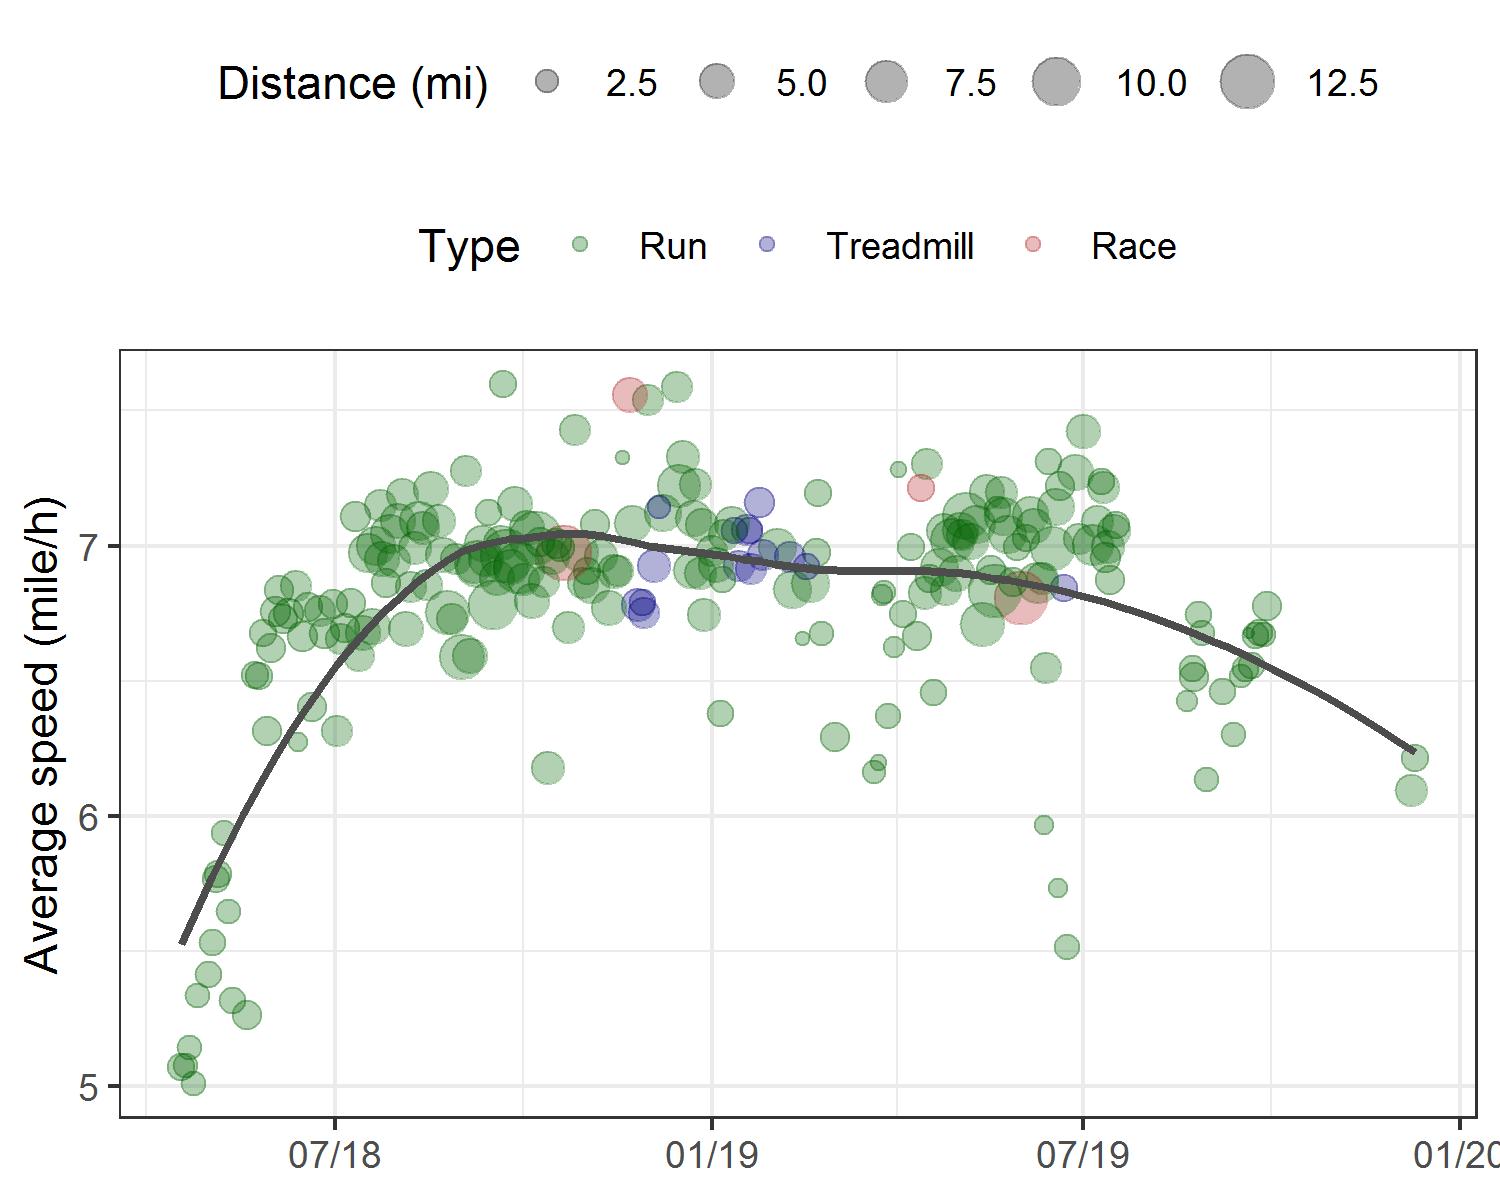 Distance (mi) 2.5 5.0 7.5 10.0 12.5
Type Run Treadmill Race
Average speed (mile/h)
7
6
5
07/18 01/19 07/19 01/20